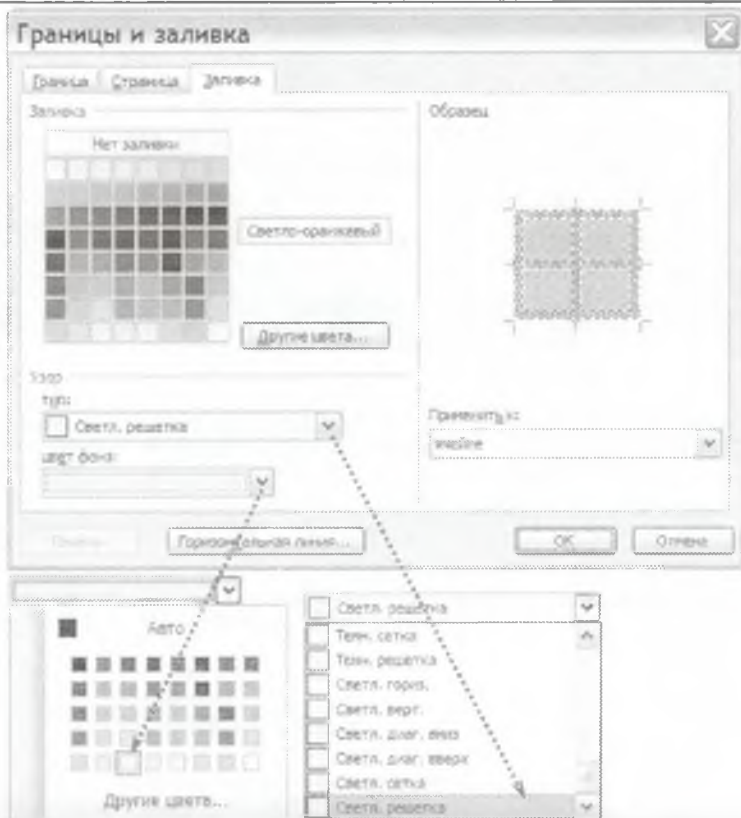 Границы и заливка
Граница Страница Заливка
Заливка
Образец
Нет заливки
Светло-оранжевый
Другие цвета...
Узор
тип:
Светл. решетка
цвет фона:
Применить к:
ячейке
Горизонтальная линия...
ОК
Отмена
Авто
Другие цвета...
Светл. решетка
Темн. сетка
Темн. решетка
Светл. гориз.
Светл. верт.
Светл. диаг. вниз
Светл. диаг. вверх
Светл. сетка
Светл. решетка